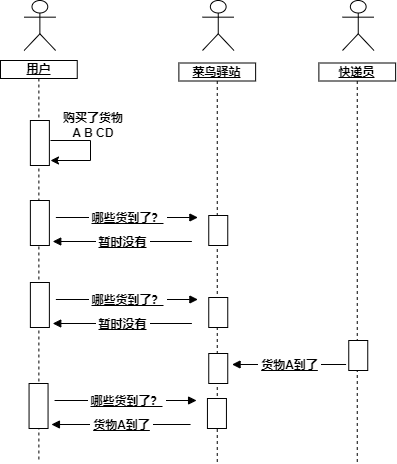 用户
菜鸟驿站
快递员
购买了货物
A B CD
哪些货到了？
暂时没有
哪些货到了？
暂时没有
货物A到了
哪些货到了？
货物A到了